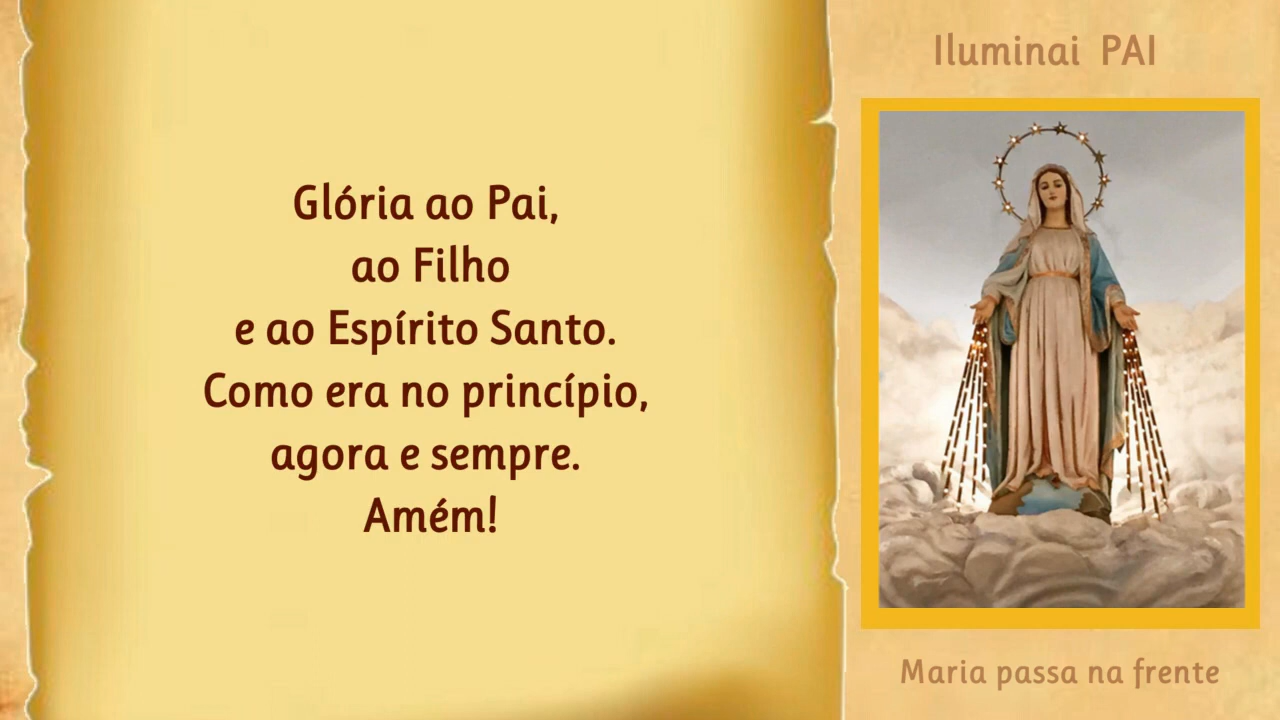 Glória ao Pai,
ao Filho
e ao Espírito Santo.
Como era no princípio,
agora e sempre.
Amém!
Iluminai PAI
Maria passa na frente